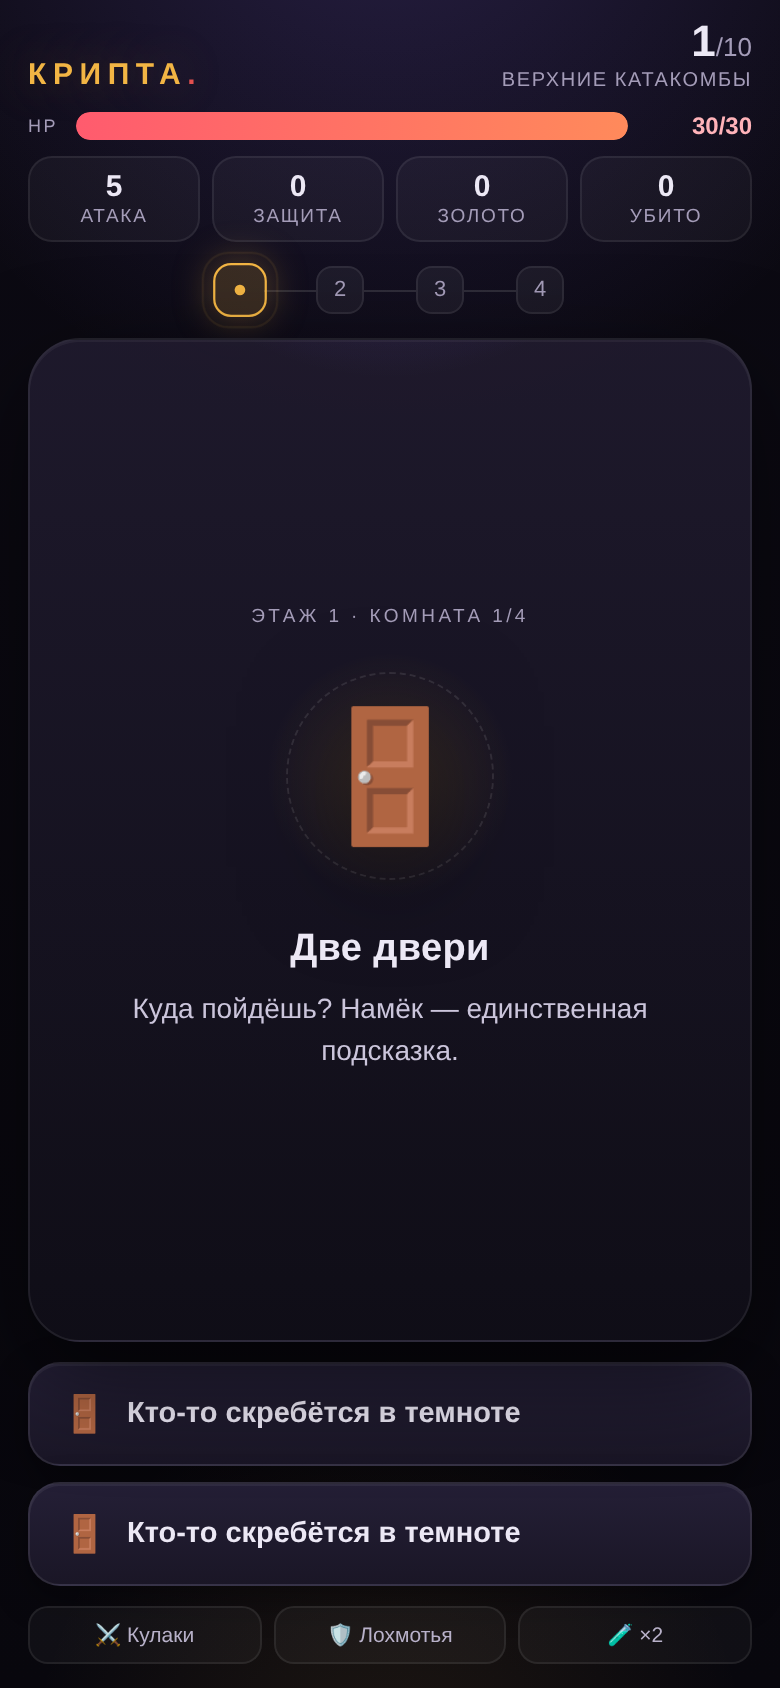 КРИПТА.
1/10
ВЕРХНИЕ КАТАКОМБЫ
HP
30/30
5
АТАКА
0
ЗАЩИТА
0
ЗОЛОТО
0
УБИТО
2
3
4
ЭТАЖ 1 · КОМНАТА 1/4
Две двери
Куда пойдёшь? Намёк — единственная
подсказка.
Кто-то скребётся в темноте
Кто-то скребётся в темноте
Кулаки
Лохмотья
×2